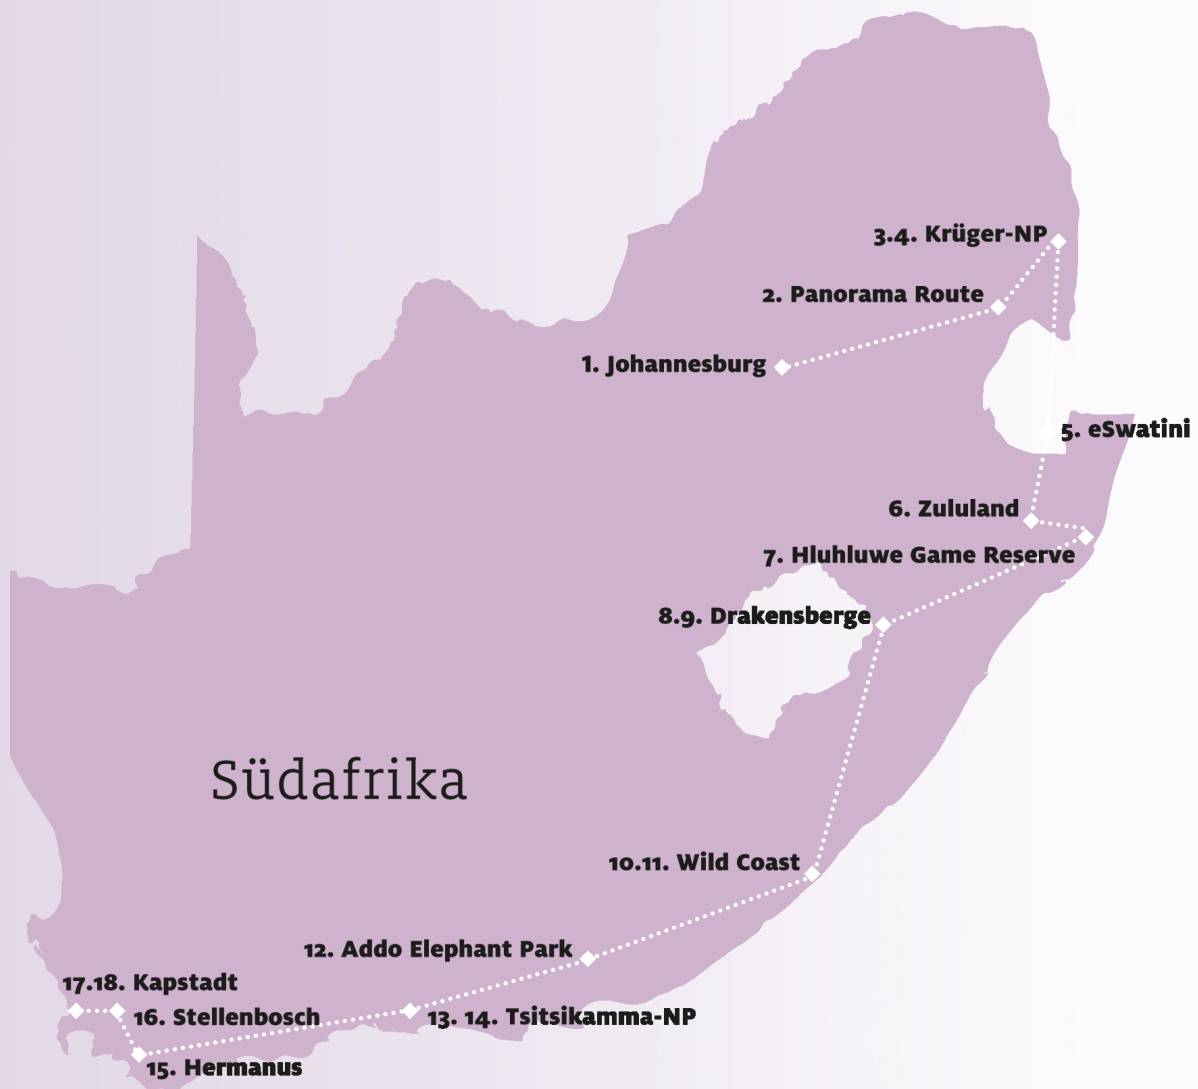 3.4. Krüger-NP
2. Panorama Route
1. Johannesburg
5. eSwatini
6. Zululand
7. Hluhluwe Game Reserve
8.9. Drakensberge
Südafrika
10.11. Wild Coast
12. Addo Elephant Park
17.18. Kapstadt
16. Stellenbosch
13. 14. Tsitsikamma-NP
15. Hermanus